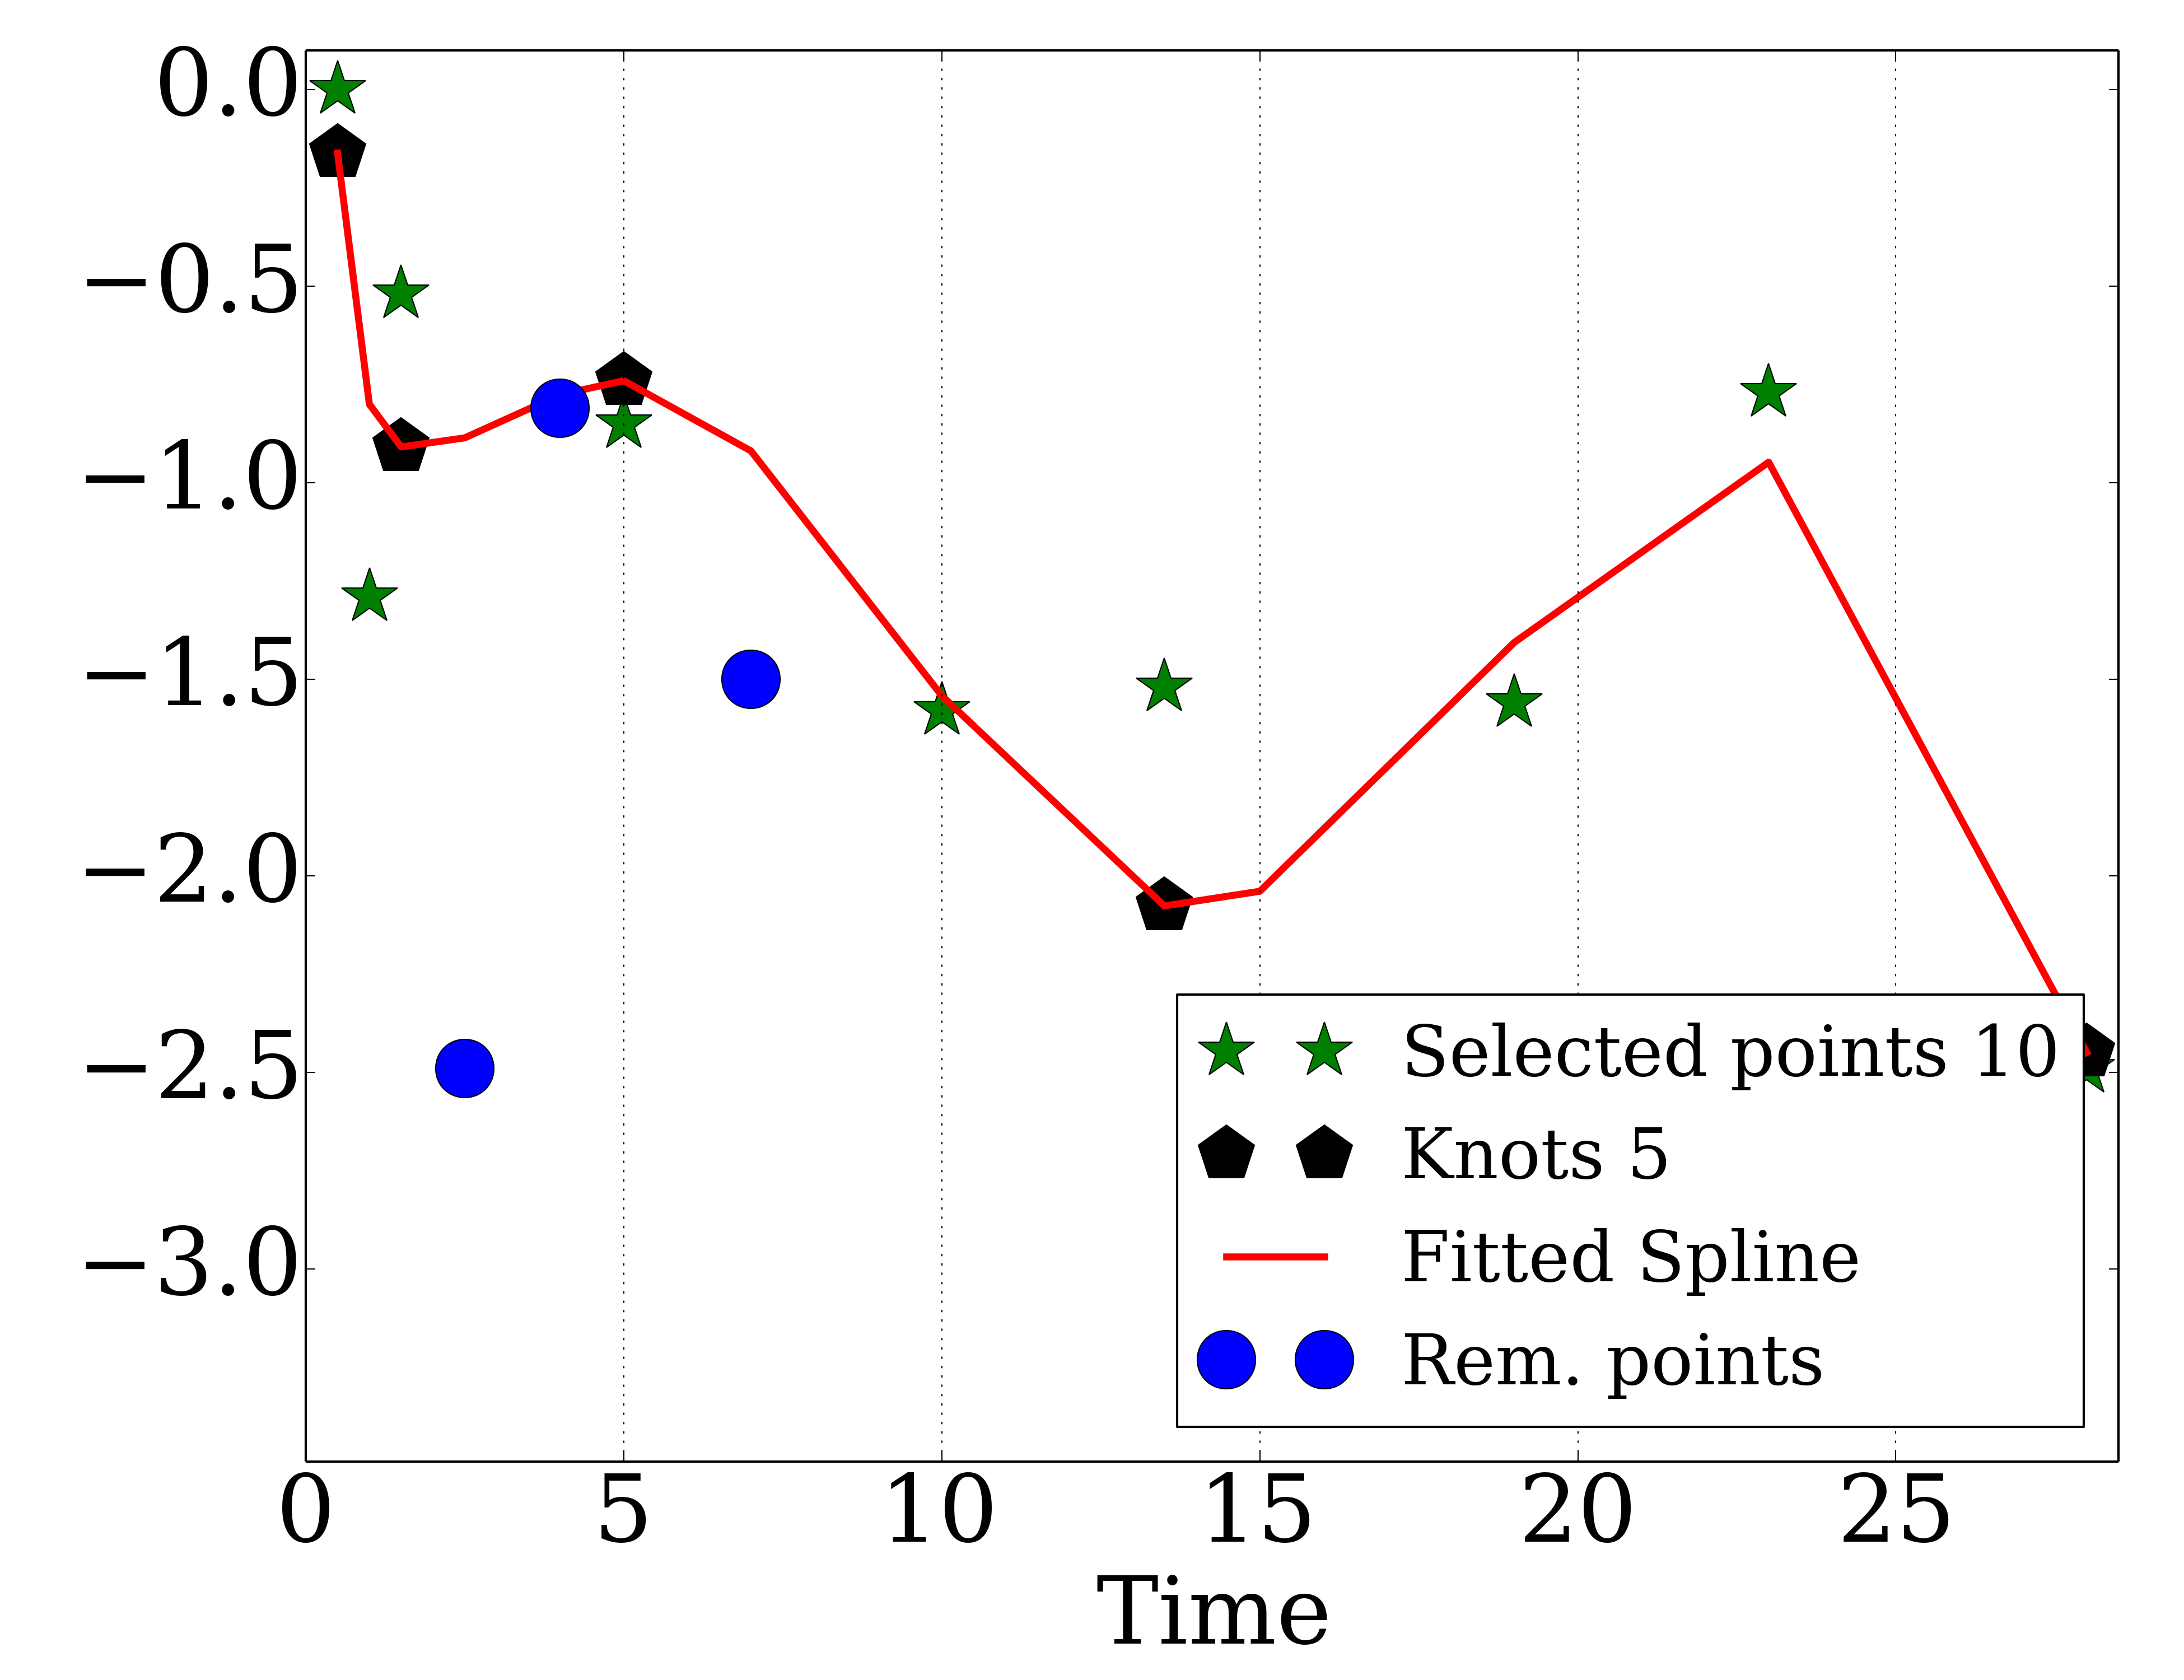 0.0
−0.5
−1.0
−1.5
−2.0
−2.5
−3.0
Selected points 10
Knots 5
Fitted Spline
Rem. points
0 5 10 15 20 25
Time